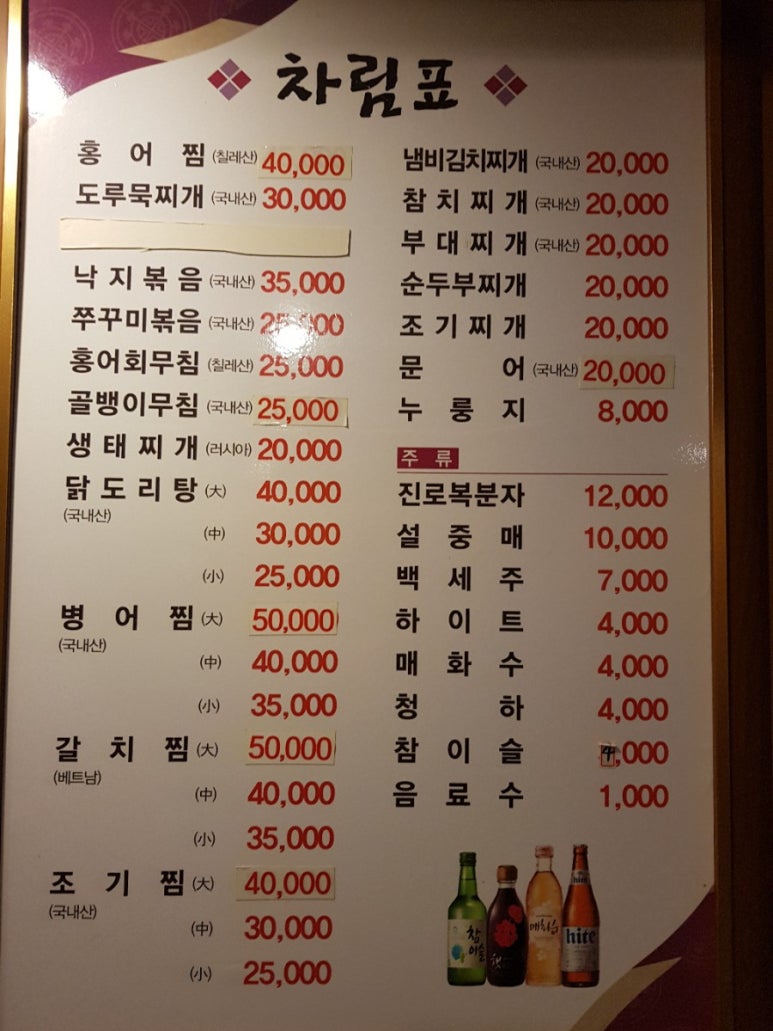 차림표
홍어찜 (칠레산) 40,000
도루묵찌개 (국내산) 30,000
낙지볶음 (국내산) 35,000
쭈꾸미볶음 (국내산) 25,000
홍어회무침 (칠레산) 25,000
골뱅이무침 (국내산) 25,000
생태찌개 (러시아) 20,000
닭도리탕 (大) 40,000
(국내산)
(中) 30,000
(小) 25,000
병어찜 (大) 50,000
(국내산)
(中) 40,000
(小) 35,000
갈치찜 (大) 50,000
(베트남)
(中) 40,000
(小) 35,000
조기찜 (大) 40,000
(국내산)
(中) 30,000
(小) 25,000
냄비김치찌개 (국내산) 20,000
참치찌개 (국내산) 20,000
부대찌개 (국내산) 20,000
순두부찌개 20,000
조기찌개 20,000
문어 (국내산) 20,000
누룽지 8,000
주류
진로복분자 12,000
설중매 10,000
백세주 7,000
하이트 4,000
매화수 4,000
청하 4,000
참이슬 4,000
음료수 1,000
참이슬
매화수
hite